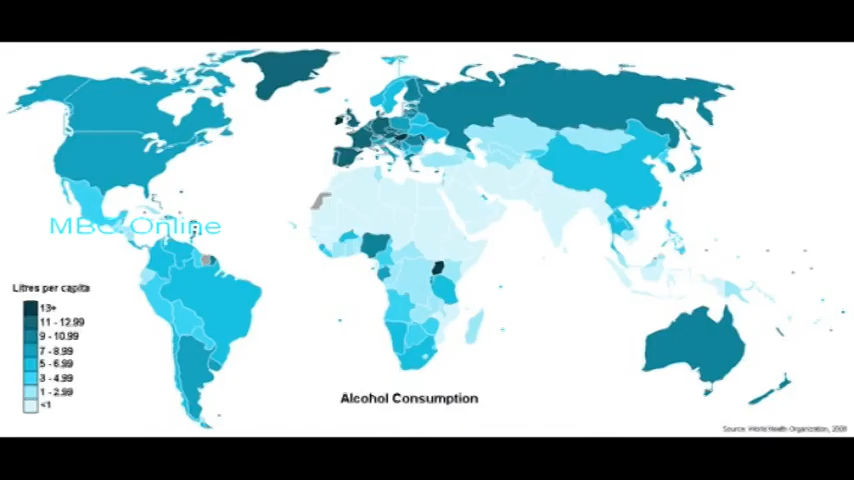 MBC Online
Litres per capita
13+
11 - 12.99
9 - 10.99
7 - 8.99
5 - 6.99
3 - 4.99
1 - 2.99
<1
Alcohol Consumption
Source: World Health Organization, 2008